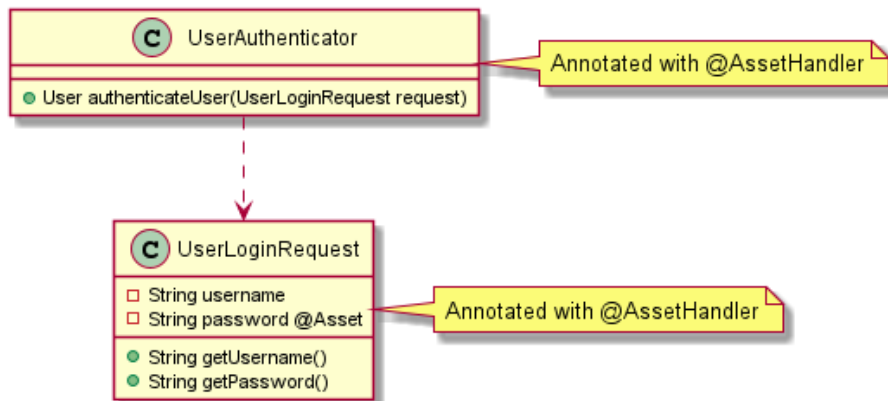 C UserAuthenticator
Annotated with @AssetHandler
User authenticateUser(UserLoginRequest request)
C UserLoginRequest
String username
String password @Asset
Annotated with @AssetHandler
String getUsername()
String getPassword()